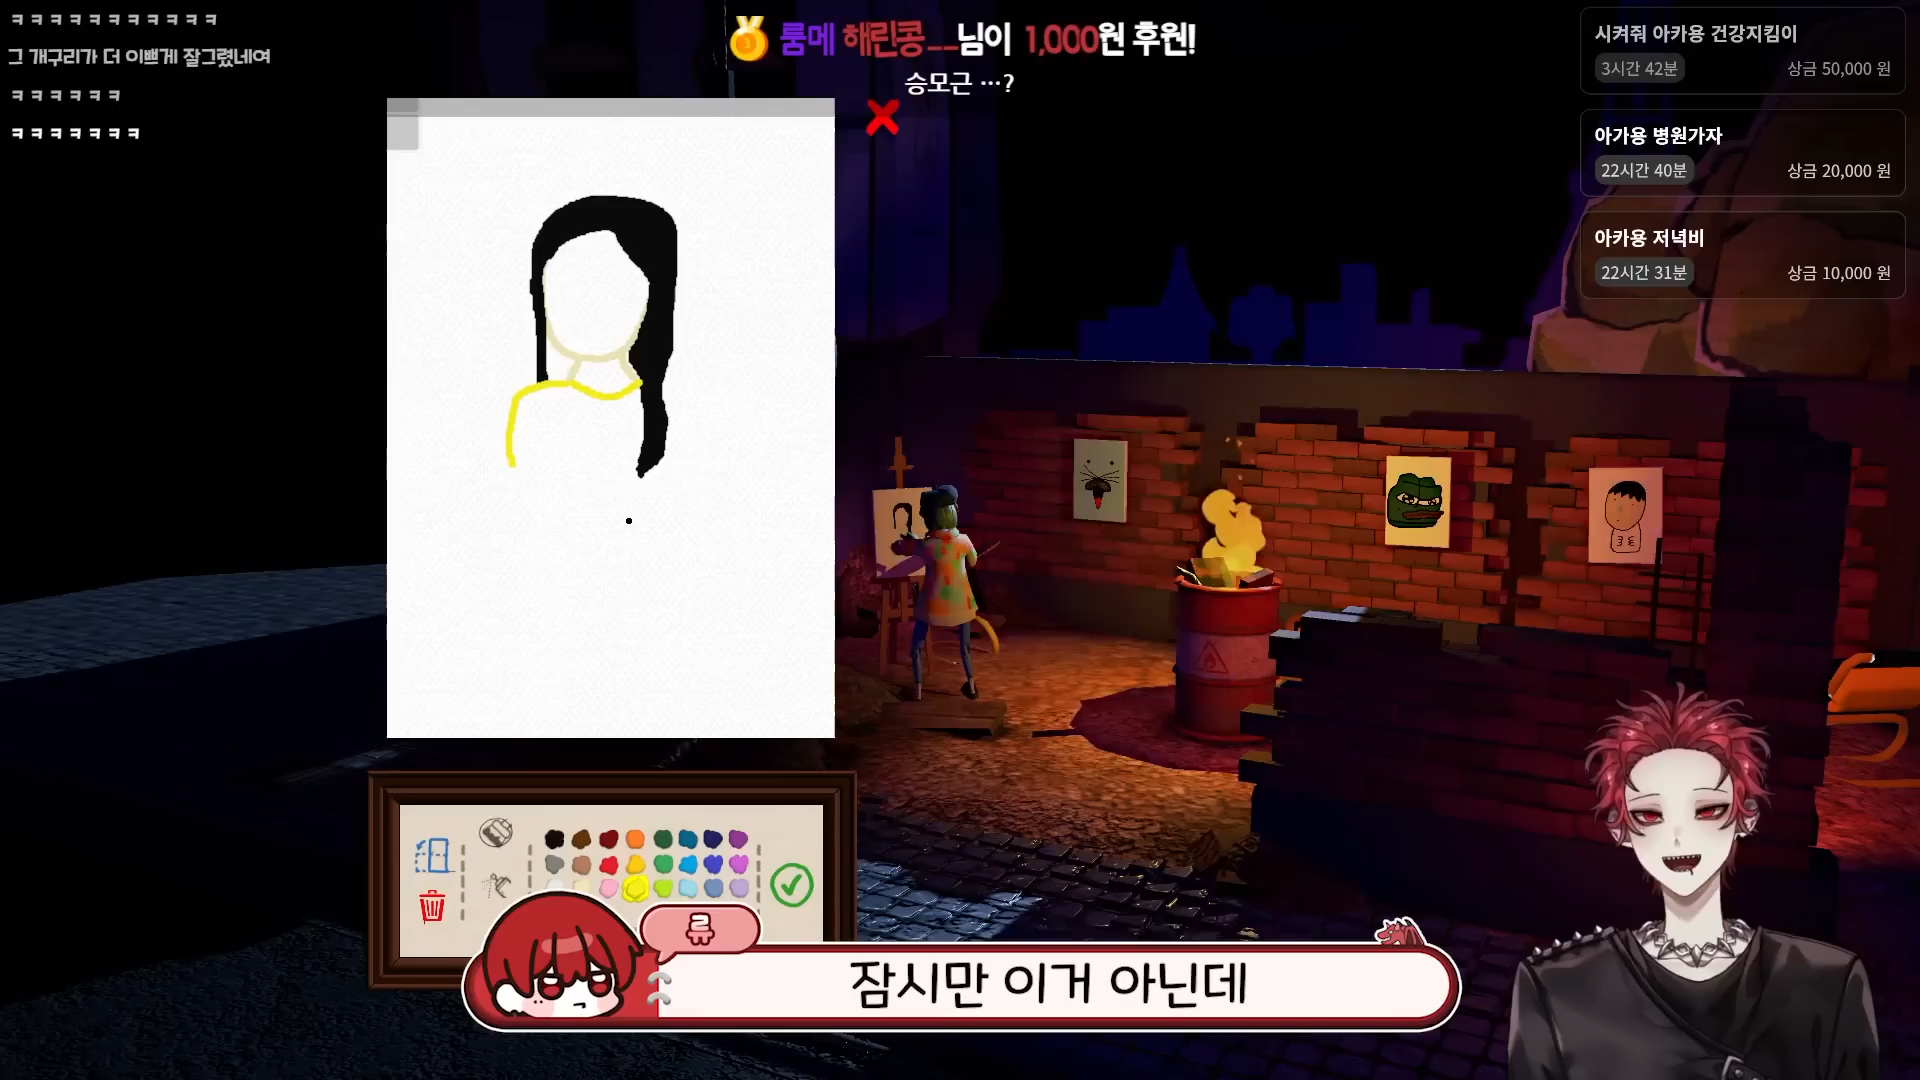 ㅋㅋㅋㅋㅋㅋㅋㅋㅋㅋㅋ
그 개구리가 더 이쁘게 잘그렸네여
ㅋㅋㅋㅋㅋㅋ
ㅋㅋㅋㅋㅋㅋㅋ
룸메 해린콩__님이 1,000원 후원!
승모근 …?
시켜줘 아카용 건강지킴이
3시간 42분 상금 50,000 원
아가용 병원가자
22시간 40분 상금 20,000 원
아카용 저녁비
22시간 31분 상금 10,000 원
류
잠시만 이거 아닌데